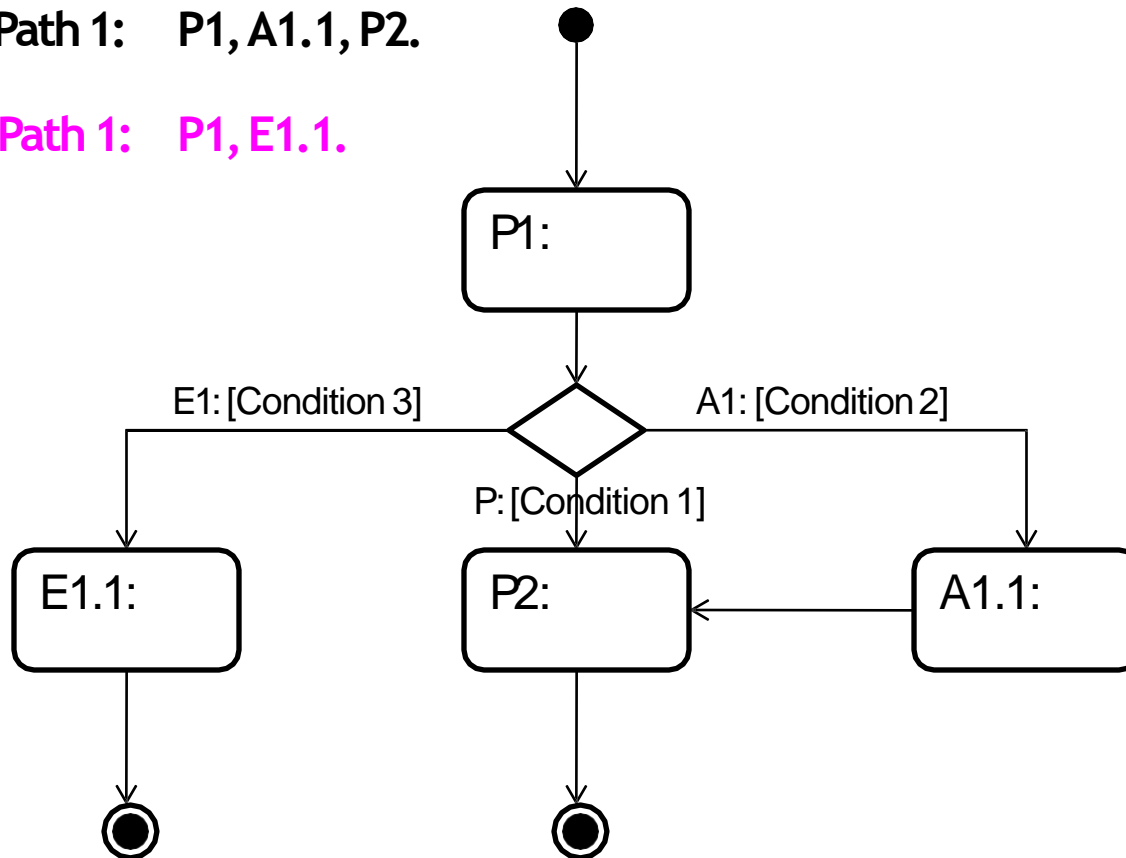 Path 1: P1, A1.1, P2.
Path 1: P1, E1.1.
P1:
E1: [Condition 3]
A1: [Condition 2]
P: [Condition 1]
E1.1:
P2:
A1.1: